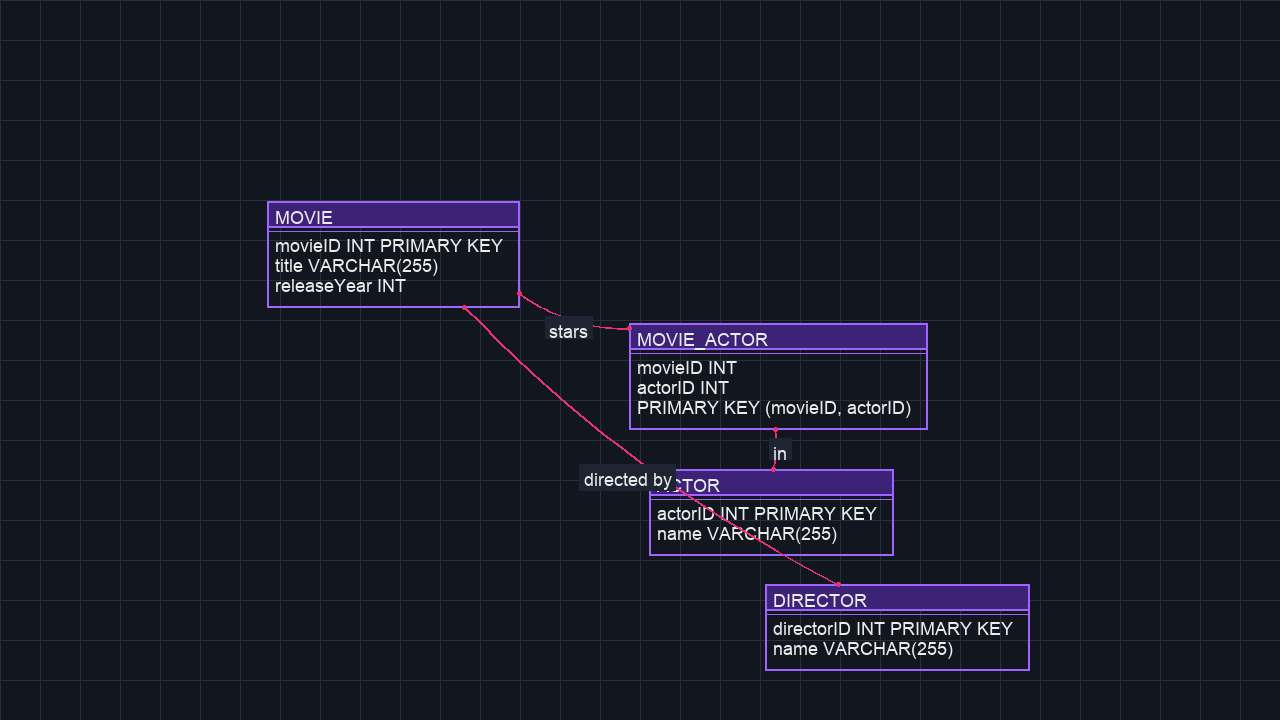 MOVIE
movieID INT PRIMARY KEY
title VARCHAR(255)
releaseYear INT
stars
MOVIE_ACTOR
movieID INT
actorID INT
PRIMARY KEY (movieID, actorID)
in
directed by
ACTOR
actorID INT PRIMARY KEY
name VARCHAR(255)
DIRECTOR
directorID INT PRIMARY KEY
name VARCHAR(255)